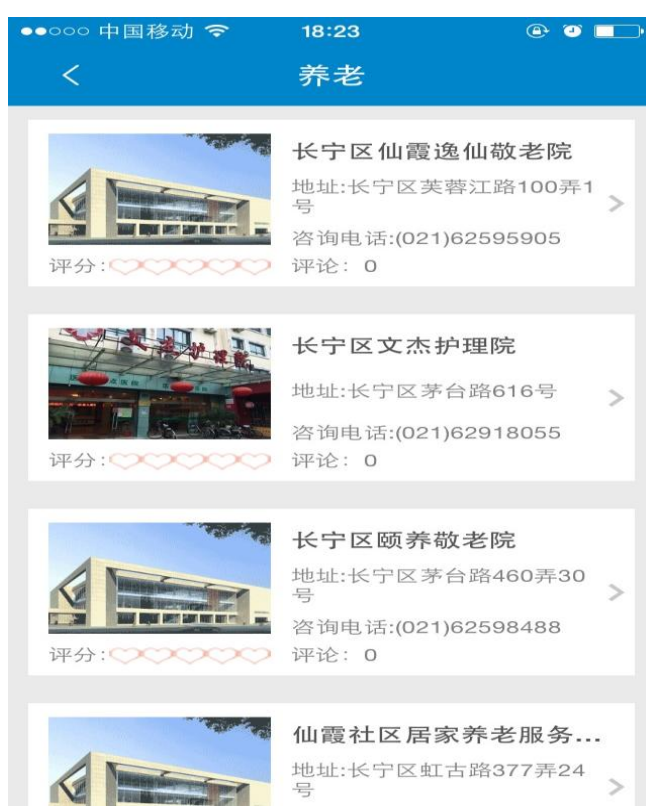 中国移动 18:23
养老
长宁区仙霞逸仙敬老院
地址:长宁区芙蓉江路100弄1
号
咨询电话:(021)62595905
评分: 评论: 0
长宁区文杰护理院
地址:长宁区茅台路616号
咨询电话:(021)62918055
评分: 评论: 0
长宁区颐养敬老院
地址:长宁区茅台路460弄30
号
咨询电话:(021)62598488
评分: 评论: 0
仙霞社区居家养老服务...
地址:长宁区虹古路377弄24
号